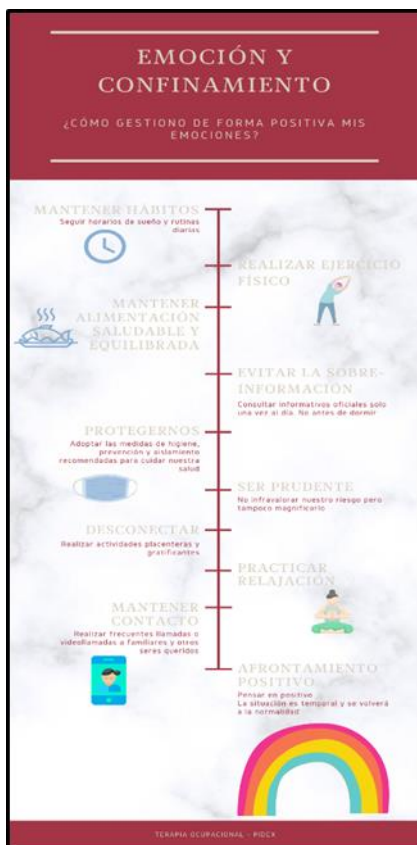 EMOCIÓN Y
CONFINAMIENTO
¿CÓMO GESTIONO DE FORMA POSITIVA MIS
EMOCIONES?
MANTENER HÁBITOS
Seguir horarios de sueño y rutinas
diarias
REALIZAR EJERCICIO
FÍSICO
MANTENER
ALIMENTACIÓN
SALUDABLE Y
EQUILIBRADA
EVITAR LA SOBRE-
INFORMACIÓN
Consultar informativos oficiales solo
una vez al día. No antes de dormir
PROTEGERNOS
Adoptar las medidas de higiene,
prevención y aislamiento
recomendadas para cuidar nuestra
salud
SER PRUDENTE
No infravalorar nuestro riesgo pero
tampoco magnificarlo
DESCONECTAR
Realizar actividades placenteras y
gratificantes
PRACTICAR
RELAJACIÓN
MANTENER
CONTACTO
Realizar frecuentes llamadas o
videollamadas a familiares y otros
seres queridos
AFRONTAMIENTO
POSITIVO
Pensar en positivo
La situación es temporal y se volverá
a la normalidad
TERAPIA OCUPACIONAL -